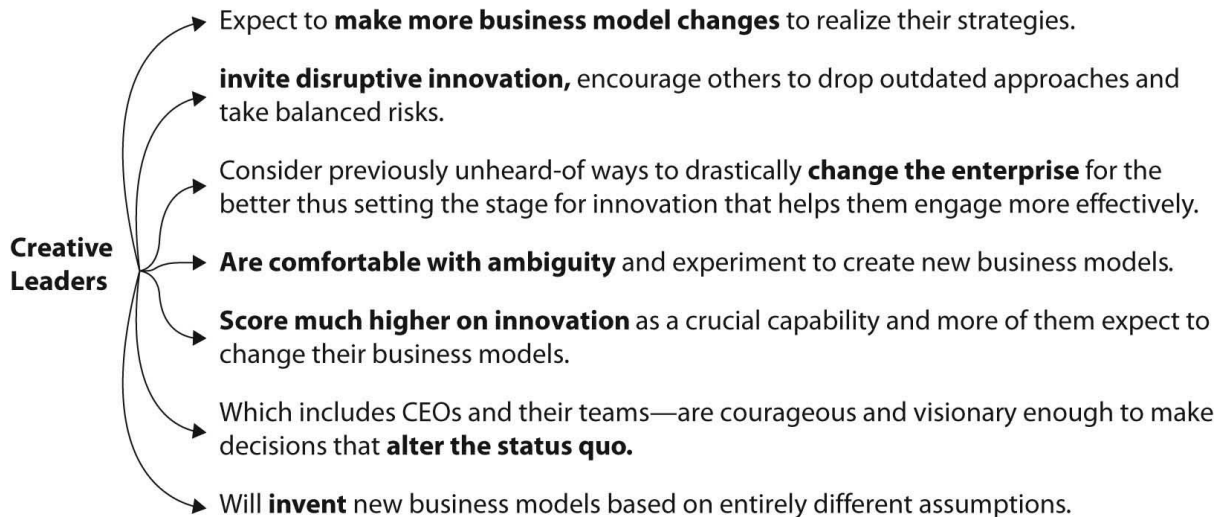 Expect to make more business model changes to realize their strategies.
invite disruptive innovation, encourage others to drop outdated approaches and
take balanced risks.
Consider previously unheard-of ways to drastically change the enterprise for the
better thus setting the stage for innovation that helps them engage more effectively.
Creative
Leaders
Are comfortable with ambiguity and experiment to create new business models.
Score much higher on innovation as a crucial capability and more of them expect to
change their business models.
Which includes CEOs and their teams—are courageous and visionary enough to make
decisions that alter the status quo.
Will invent new business models based on entirely different assumptions.